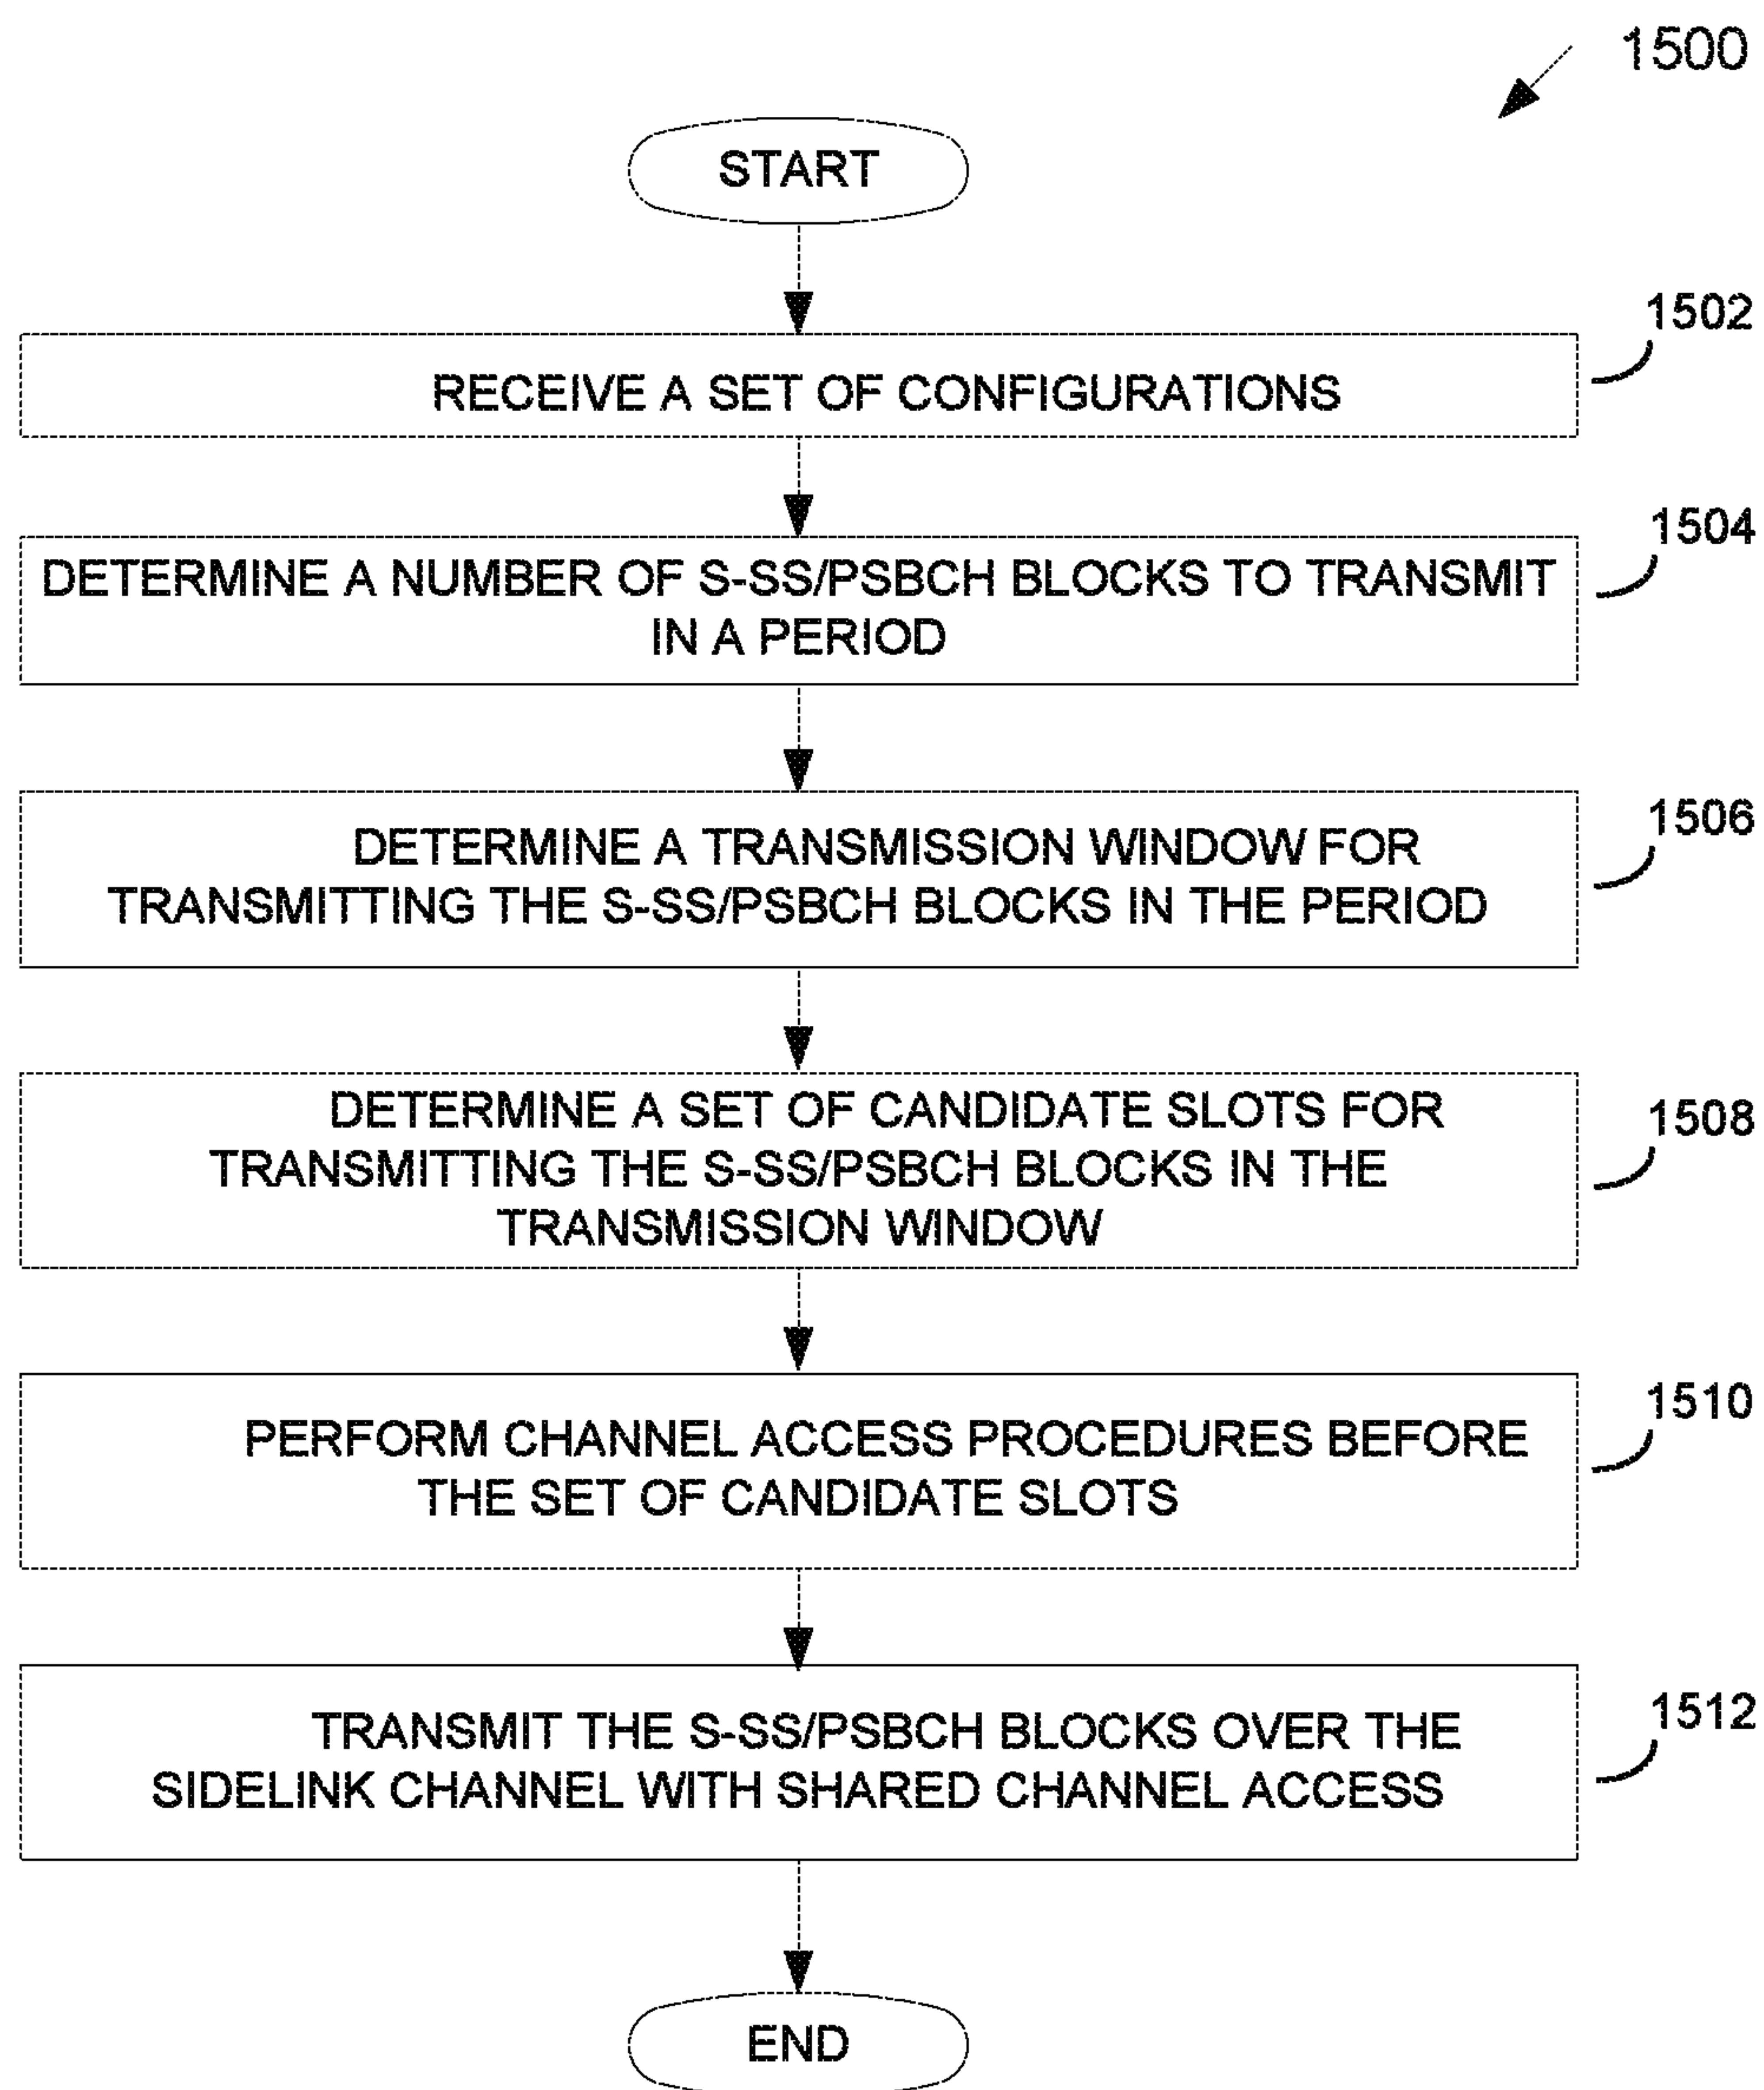 1500
START
1502
RECEIVE A SET OF CONFIGURATIONS
1504
DETERMINE A NUMBER OF S-SS/PSBCH BLOCKS TO TRANSMIT
IN A PERIOD
1506
DETERMINE A TRANSMISSION WINDOW FOR
TRANSMITTING THE S-SS/PSBCH BLOCKS IN THE PERIOD
1508
DETERMINE A SET OF CANDIDATE SLOTS FOR
TRANSMITTING THE S-SS/PSBCH BLOCKS IN THE
TRANSMISSION WINDOW
1510
PERFORM CHANNEL ACCESS PROCEDURES BEFORE
THE SET OF CANDIDATE SLOTS
1512
TRANSMIT THE S-SS/PSBCH BLOCKS OVER THE
SIDELINK CHANNEL WITH SHARED CHANNEL ACCESS
END